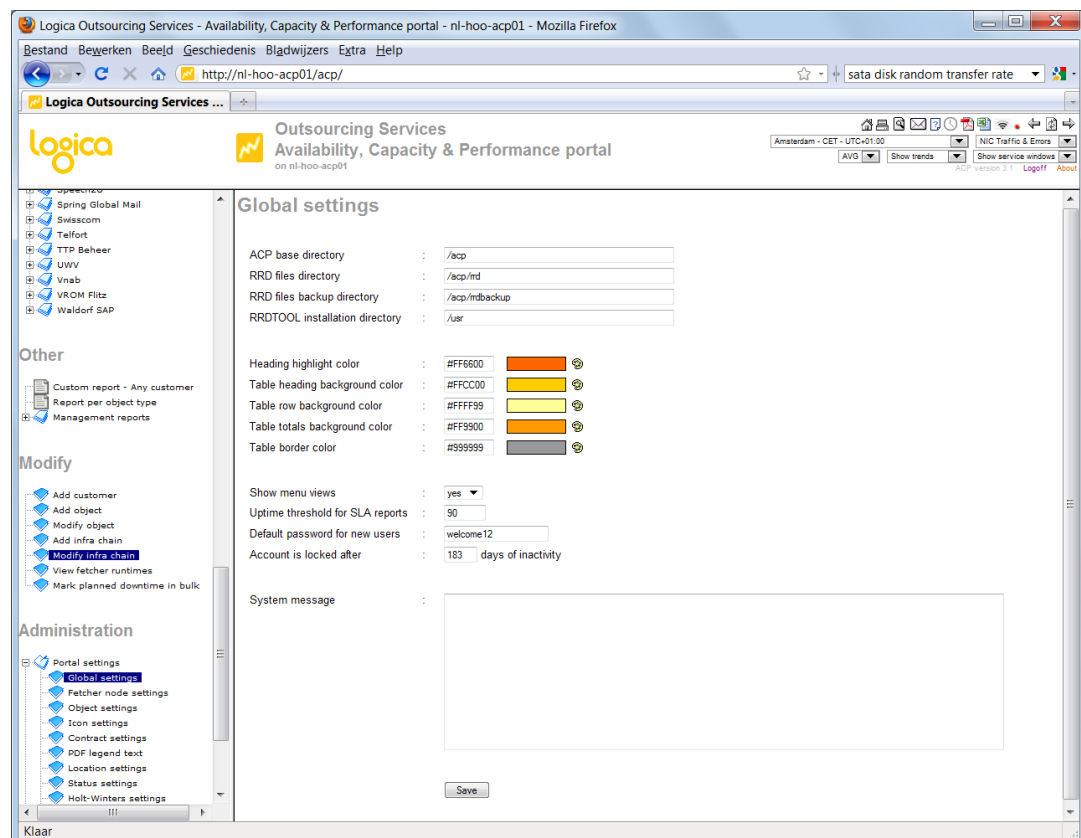 Logica Outsourcing Services - Availability, Capacity & Performance portal - nl-hoo-acp01 - Mozilla Firefox
Bestand Bewerken Beeld Geschiedenis Bladwijzers Extra Help
http://nl-hoo-acp01/acp/
sata disk random transfer rate
Logica Outsourcing Services ...
logica
Outsourcing Services
Availability, Capacity & Performance portal
on nl-hoo-acp01
Amsterdam - CET - UTC+01:00
NIC Traffic & Errors
AVG
Show trends
Show service windows
ACP version 3.1 Logoff About
Speech2U
Spring Global Mail
Swisscom
Telfort
TTP Beheer
UWV
Vnab
VROM Flitz
Waldorf SAP
Other
Custom report - Any customer
Report per object type
Management reports
Modify
Add customer
Add object
Modify object
Add infra chain
Modify infra chain
View fetcher runtimes
Mark planned downtime in bulk
Administration
Portal settings
Global settings
Fetcher node settings
Object settings
Icon settings
Contract settings
PDF legend text
Location settings
Status settings
Holt-Winters settings
Global settings
ACP base directory : /acp
RRD files directory : /acp/rrd
RRD files backup directory : /acp/rrdbackup
RRDTOOL installation directory : /usr
Heading highlight color : #FF6600
Table heading background color : #FFCC00
Table row background color : #FFFF99
Table totals background color : #FF9900
Table border color : #999999
Show menu views : yes
Uptime threshold for SLA reports : 90
Default password for new users : welcome12
Account is locked after : 183 days of inactivity
System message :
Save
Klaar